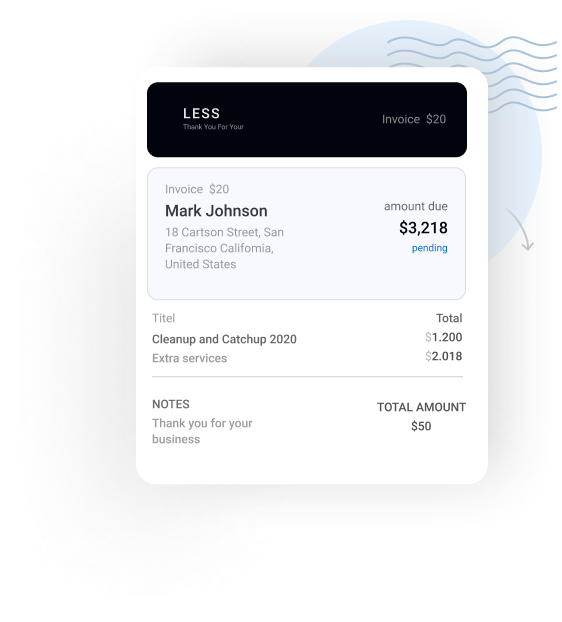 LESS
Thank You For Your
Invoice $20
Invoice $20
Mark Johnson
18 Cartson Street, San
Francisco Califomia,
United States
amount due
$3,218
pending
Titel
Total
Cleanup and Catchup 2020
$1.200
Extra services
$2.018
NOTES
Thank you for your
business
TOTAL AMOUNT
$50